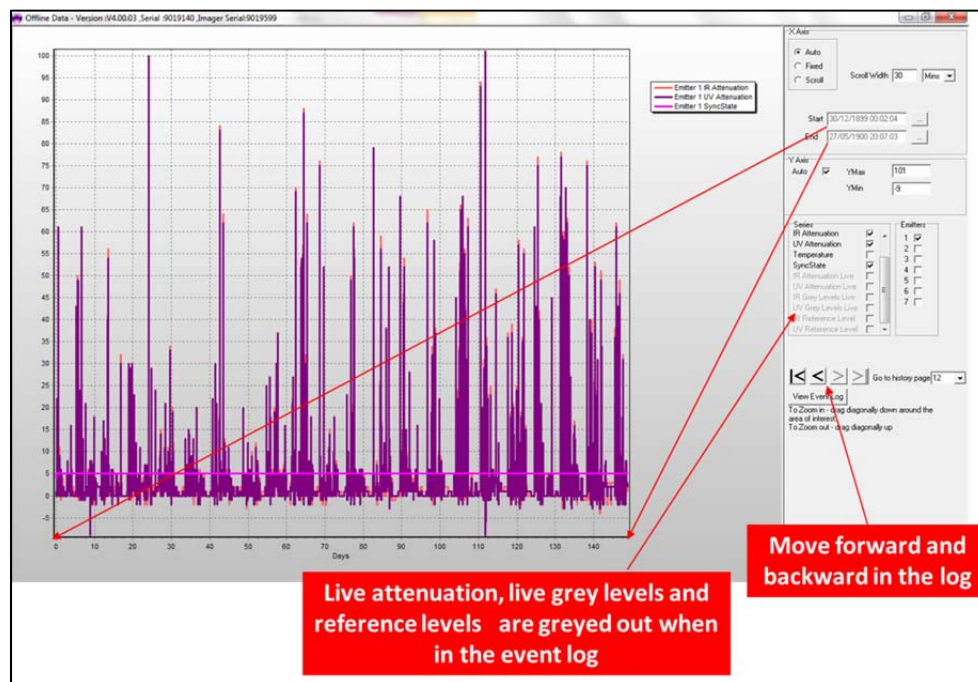 Offline Data - Version :V4.00.03 ,Serial :9019140 ,Imager Serial:9019599
100
95
90
85
80
75
70
65
60
55
50
45
40
35
30
25
20
15
10
5
0
-5
0 10 20 30 40 50 60 70 80 90 100 110 120 130 140
Days
Emitter 1 IR Attenuation
Emitter 1 UV Attenuation
Emitter 1 SyncState
X Axis
Auto
Fixed
Scroll
Scroll Width 30 Mins
Start 30/12/1899 00:02:04 ...
End 27/05/1900 20:07:03 ...
Y Axis
Auto YMax 101
YMin -9
Series
IR Attenuation
UV Attenuation
Temperature
SyncState
IR Attenuation Live
UV Attenuation Live
IR Grey Levels Live
UV Grey Levels Live
IR Reference Level
UV Reference Level
Emitters
1
2
3
4
5
6
7
|< < > >| Go to history page 12
View Event Log
To Zoom in - drag diagonally down around the
area of interest
To Zoom out - drag diagonally up
Move forward and
backward in the log
Live attenuation, live grey levels and
reference levels are greyed out when
in the event log